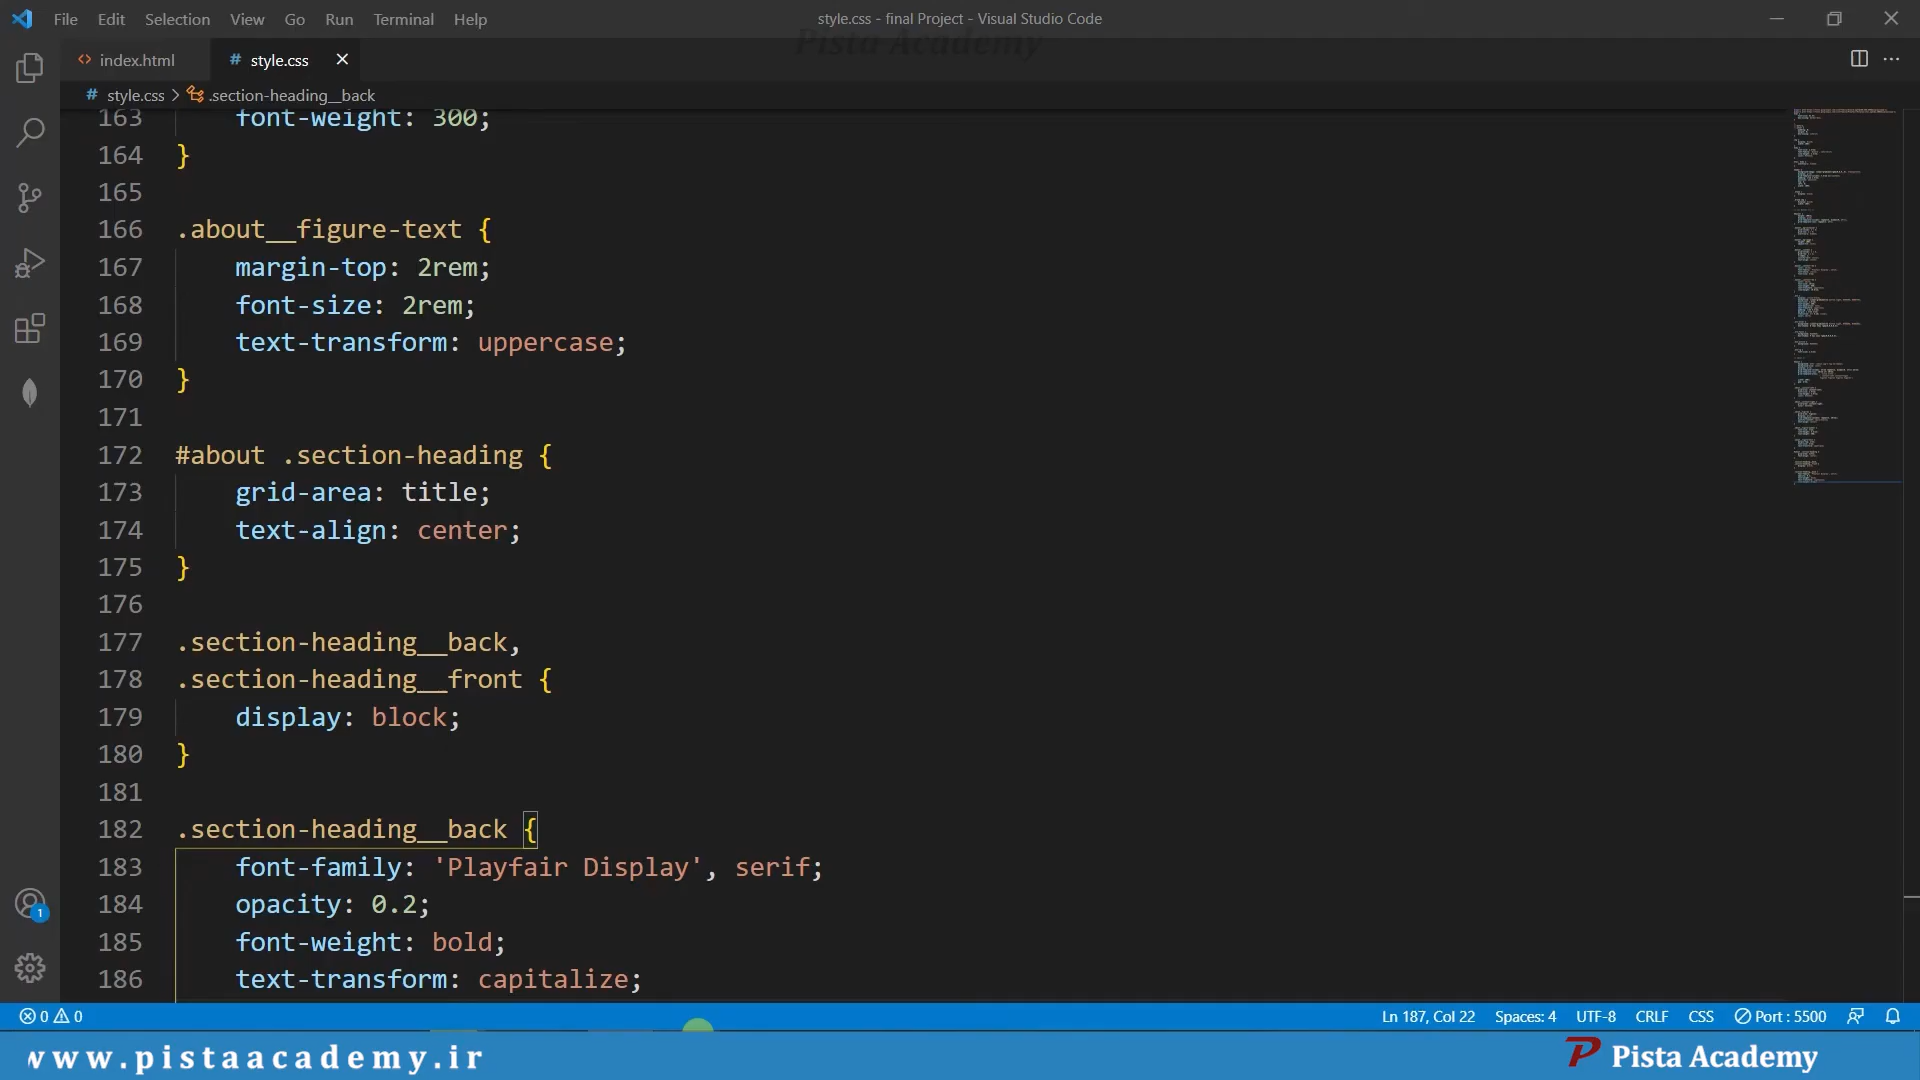 File Edit Selection View Go Run Terminal Help
style.css - final Project - Visual Studio Code
Pista Academy
<> index.html # style.css
# style.css > .section-heading__back
163 font-weight: 300;
164 }
165
166 .about__figure-text {
167 margin-top: 2rem;
168 font-size: 2rem;
169 text-transform: uppercase;
170 }
171
172 #about .section-heading {
173 grid-area: title;
174 text-align: center;
175 }
176
177 .section-heading__back,
178 .section-heading__front {
179 display: block;
180 }
181
182 .section-heading__back {
183 font-family: 'Playfair Display', serif;
184 opacity: 0.2;
185 font-weight: bold;
186 text-transform: capitalize;
1
0 0 Ln 187, Col 22 Spaces: 4 UTF-8 CRLF CSS Port : 5500
www.pistaacademy.ir Pista Academy